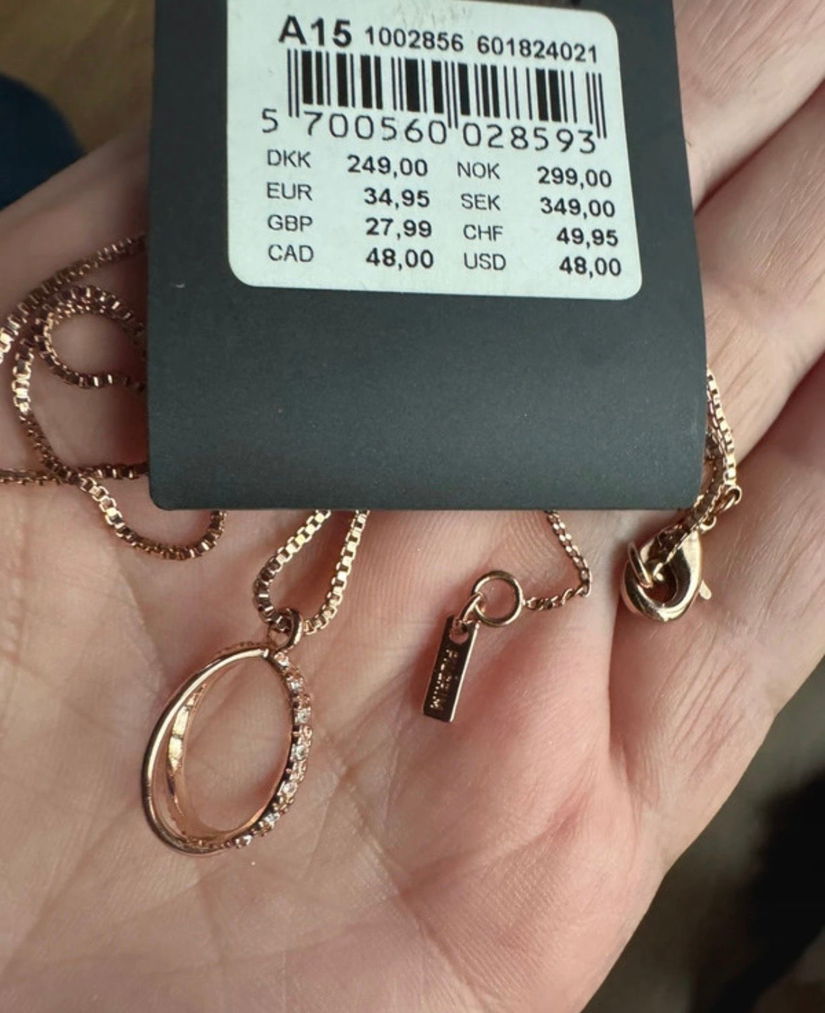 A15 1002856 601824021
5 700560 028593
DKK 249,00 NOK 299,00
EUR 34,95 SEK 349,00
GBP 27,99 CHF 49,95
CAD 48,00 USD 48,00
PILGRIM